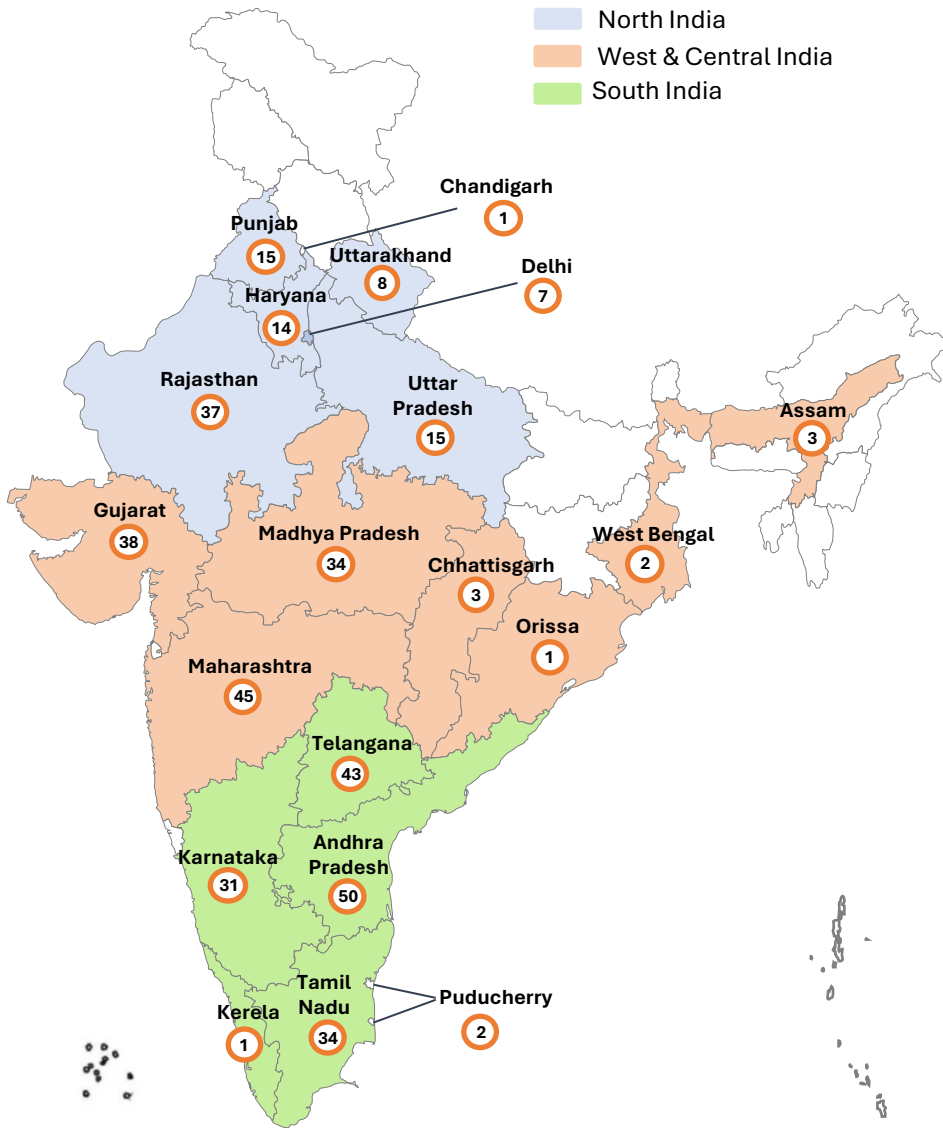 North India
West & Central India
South India
Chandigarh
1
Punjab
15
Uttarakhand
8
Delhi
7
Haryana
14
Rajasthan
37
Uttar
Pradesh
15
Assam
3
Gujarat
38
Madhya Pradesh
34
West Bengal
2
Chhattisgarh
3
Orissa
1
Maharashtra
45
Telangana
43
Andhra
Pradesh
50
Karnataka
31
Tamil
Nadu
34
Puducherry
2
Kerela
1